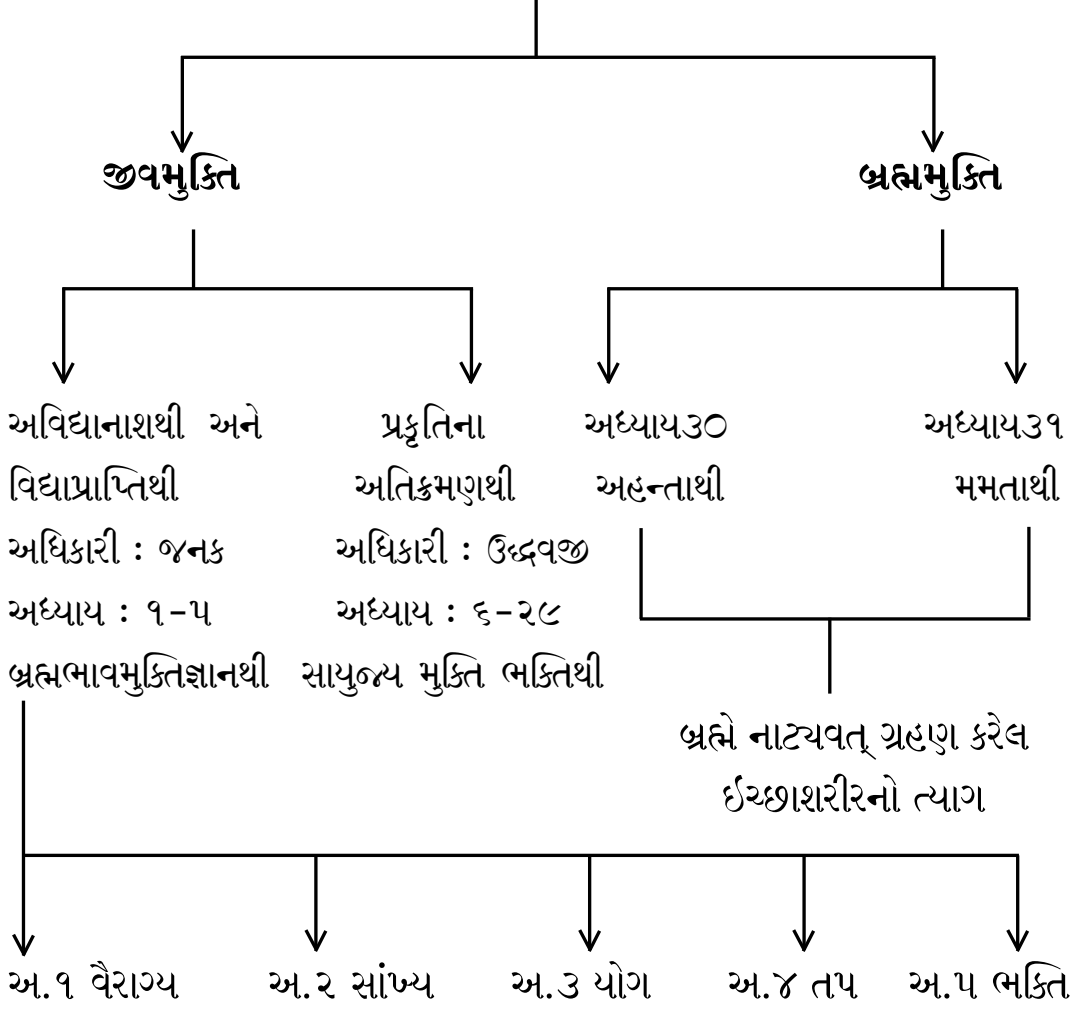 જીવમુક્તિ
બ્રહ્મમુક્તિ
અવિદ્યાનાશથી અને
વિદ્યાપ્રાપ્તિથી
અધિકારી : જનક
અધ્યાય : ૧-૫
બ્રહ્મભાવમુક્તિજ્ઞાનથી
પ્રકૃતિના
અતિક્રમણથી
અધિકારી : ઉદ્ધવજી
અધ્યાય : ૬-૨૯
સાયુજ્ય મુક્તિ ભક્તિથી
અધ્યાય૩૦
અહન્તાથી
અધ્યાય૩૧
મમતાથી
બ્રહ્મે નાટ્યવત્ ગ્રહણ કરેલ
ઈચ્છાશરીરનો ત્યાગ
અ.૧ વૈરાગ્ય
અ.૨ સાંખ્ય
અ.૩ યોગ
અ.૪ તપ
અ.૫ ભક્તિ